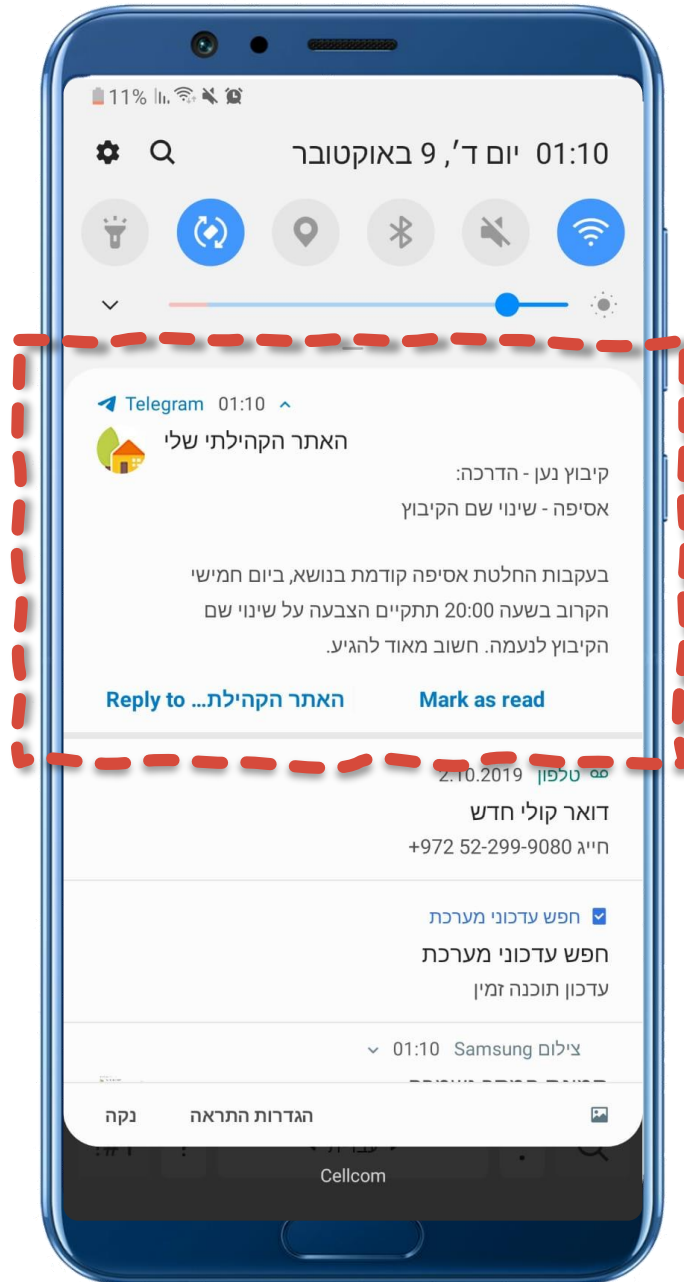 11%
01:10 יום ד׳, 9 באוקטובר
Telegram 01:10
האתר הקהילתי שלי
קיבוץ נען - הדרכה:
אסיפה - שינוי שם הקיבוץ
בעקבות החלטת אסיפה קודמת בנושא, ביום חמישי
הקרוב בשעה 20:00 תתקיים הצבעה על שינוי שם
הקיבוץ לנעמה. חשוב מאוד להגיע.
Reply to ...האתר הקהילת
Mark as read
טלפון 2.10.2019
דואר קולי חדש
חייג ‎+972 52-299-9080
חפש עדכוני מערכת
חפש עדכוני מערכת
עדכון תוכנה זמין
צילום Samsung 01:10
הגדרות התראה
נקה
Cellcom